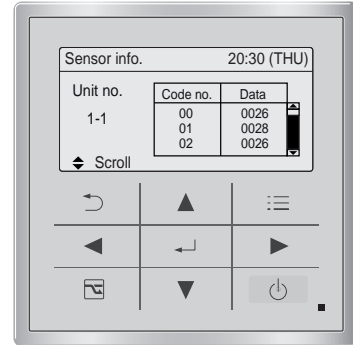 Sensor info. 20:30 (THU)
Unit no. Code no. Data
1-1 00 0026
01 0028
02 0026
Scroll